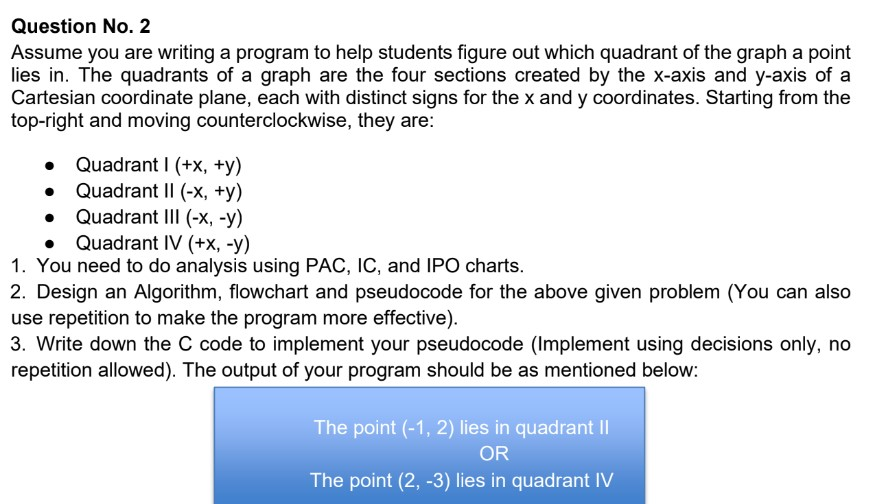 Question No. 2
Assume you are writing a program to help students figure out which quadrant of the graph a point
lies in. The quadrants of a graph are the four sections created by the x-axis and y-axis of a
Cartesian coordinate plane, each with distinct signs for the x and y coordinates. Starting from the
top-right and moving counterclockwise, they are:
• Quadrant I (+x, +y)
• Quadrant II (-x, +y)
• Quadrant III (-x, -y)
• Quadrant IV (+x, -y)
1. You need to do analysis using PAC, IC, and IPO charts.
2. Design an Algorithm, flowchart and pseudocode for the above given problem (You can also
use repetition to make the program more effective).
3. Write down the C code to implement your pseudocode (Implement using decisions only, no
repetition allowed). The output of your program should be as mentioned below:
The point (-1, 2) lies in quadrant II
OR
The point (2, -3) lies in quadrant IV